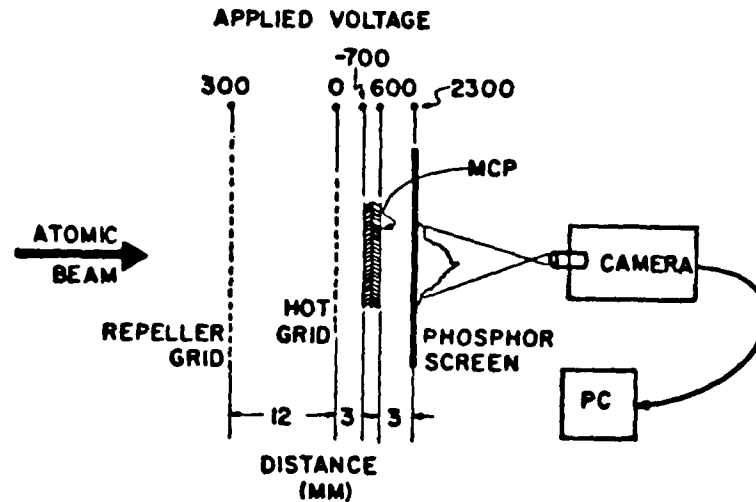 APPLIED VOLTAGE
-700
300
0
600
2300
MCP
ATOMIC
BEAM
CAMERA
REPELLER
GRID
HOT
GRID
PHOSPHOR
SCREEN
PC
12
3
3
DISTANCE
(MM)